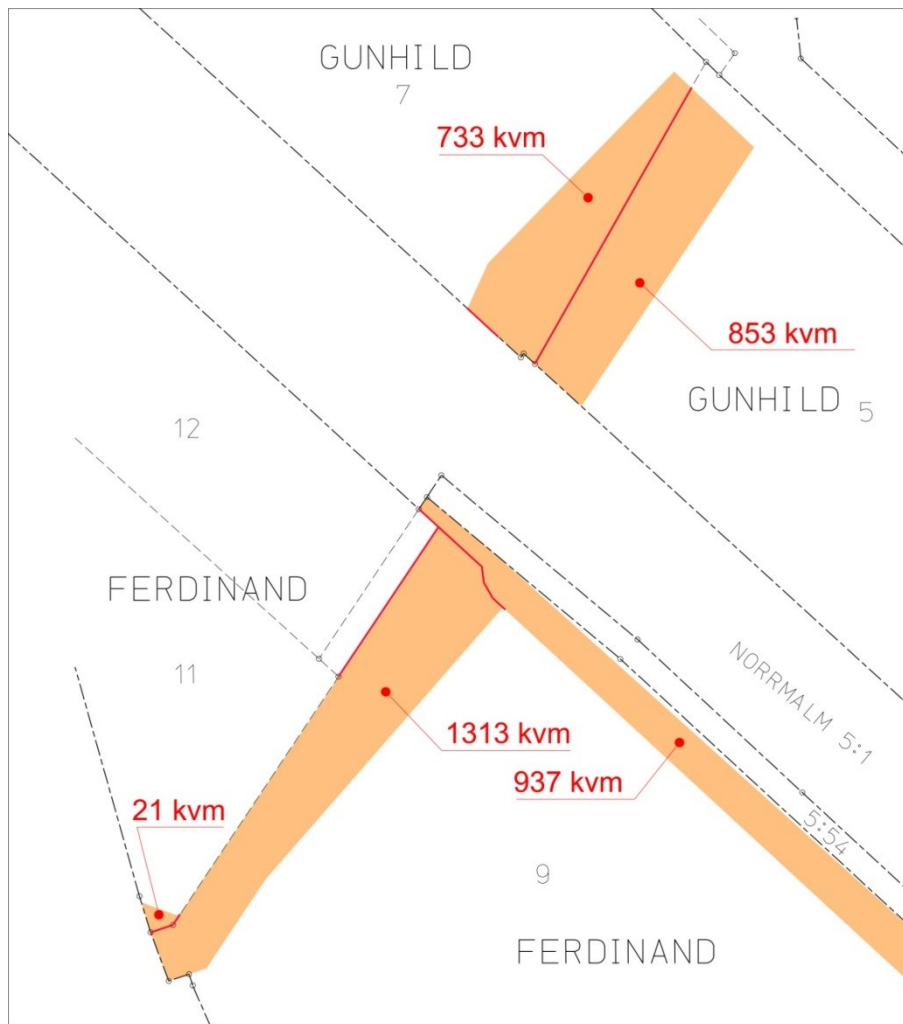 GUNHILD
7
733 kvm
853 kvm
GUNHILD 5
12
FERDINAND
11
NORRMALM 5:1
1313 kvm
937 kvm
21 kvm
5:54
9
FERDINAND